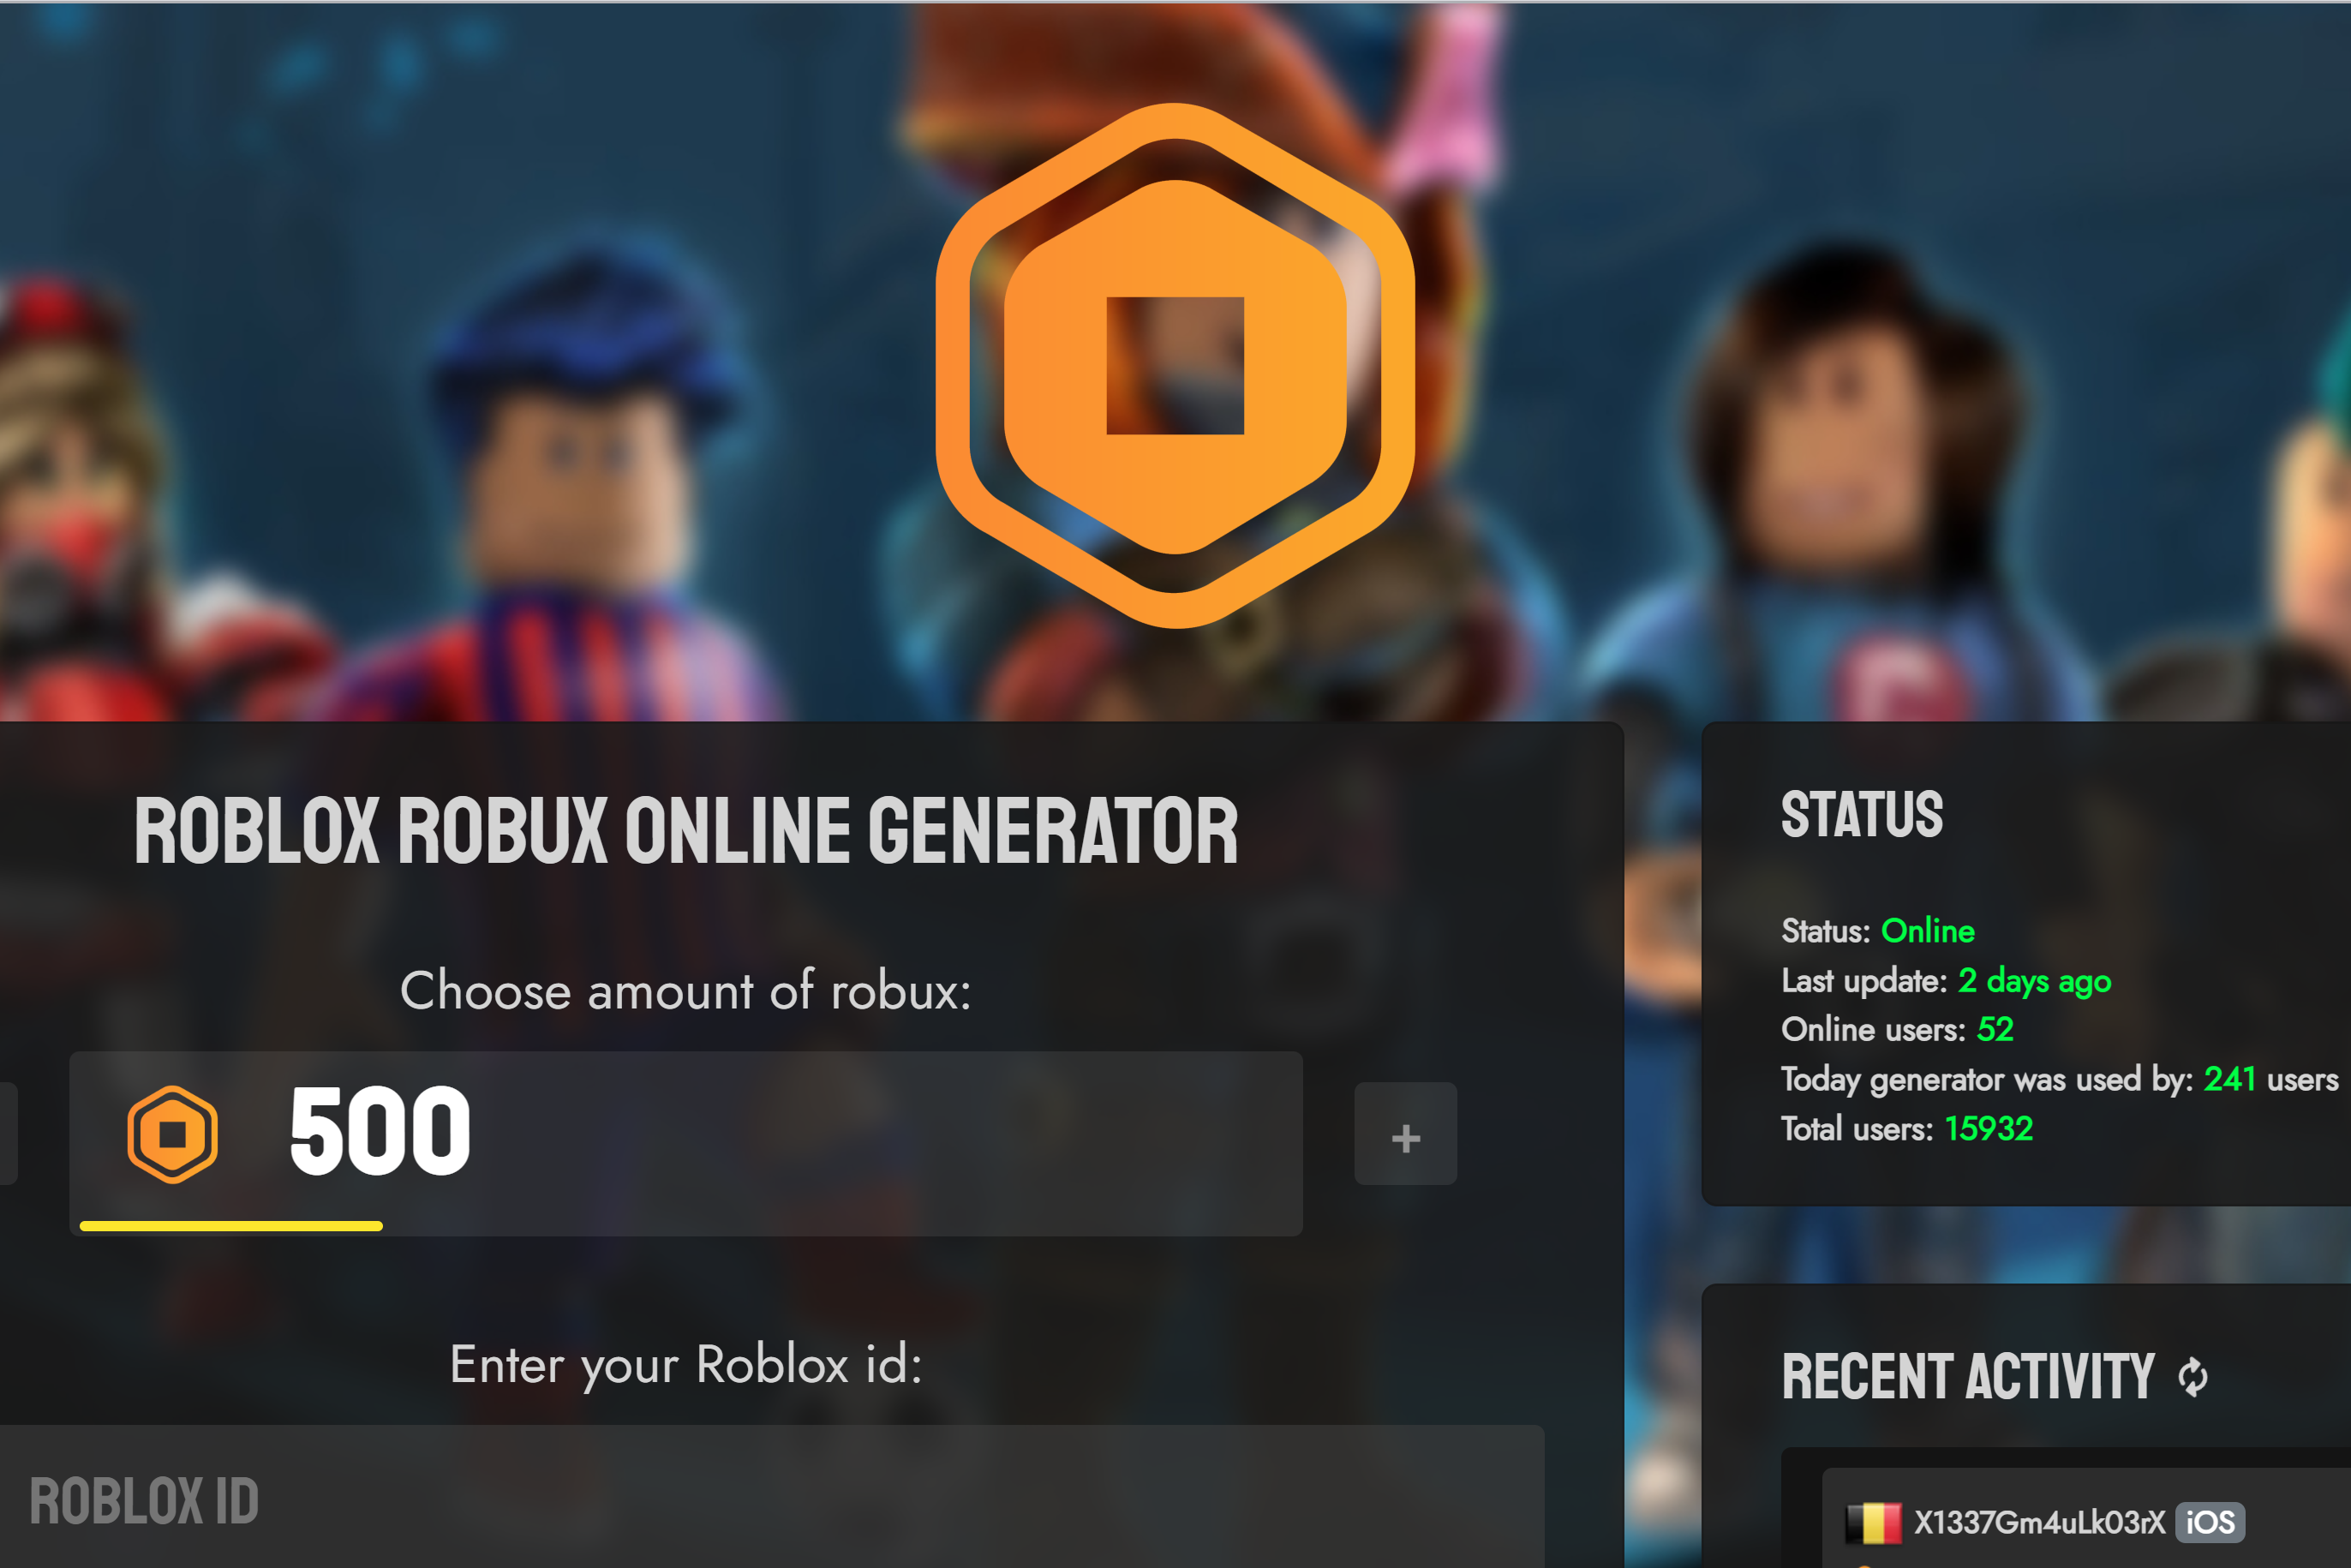 ROBLOX ROBUX ONLINE GENERATOR
Choose amount of robux:
500
+
Enter your Roblox id:
ROBLOX ID
STATUS
Status: Online
Last update: 2 days ago
Online users: 52
Today generator was used by: 241 users
Total users: 15932
RECENT ACTIVITY
X1337Gm4uLk03rX iOS